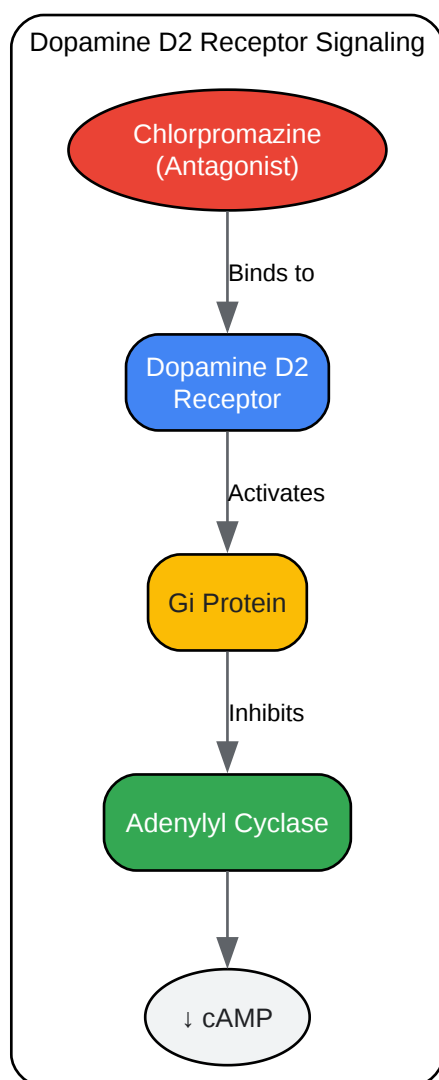 Dopamine D2 Receptor Signaling
Chlorpromazine
(Antagonist)
Binds to
Dopamine D2
Receptor
Activates
Gi Protein
Inhibits
Adenylyl Cyclase
↓ cAMP